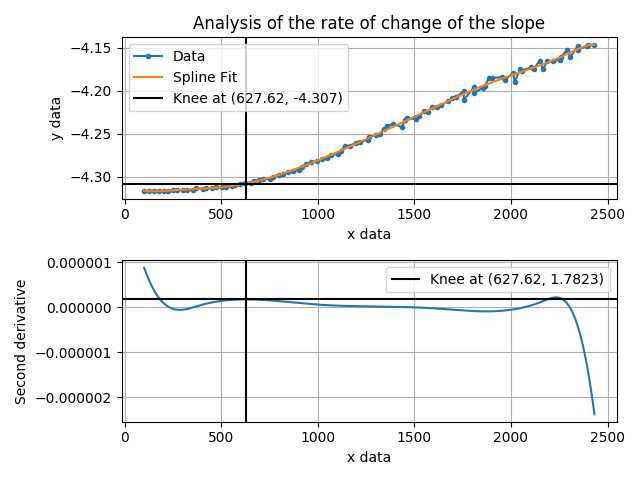 Analysis of the rate of change of the slope
−4.15
−4.20
−4.25
−4.30
y data
Data
Spline Fit
Knee at (627.62, -4.307)
0 500 1000 1500 2000 2500
x data
0.000001
0.000000
−0.000001
−0.000002
Second derivative
Knee at (627.62, 1.7823)
0 500 1000 1500 2000 2500
x data